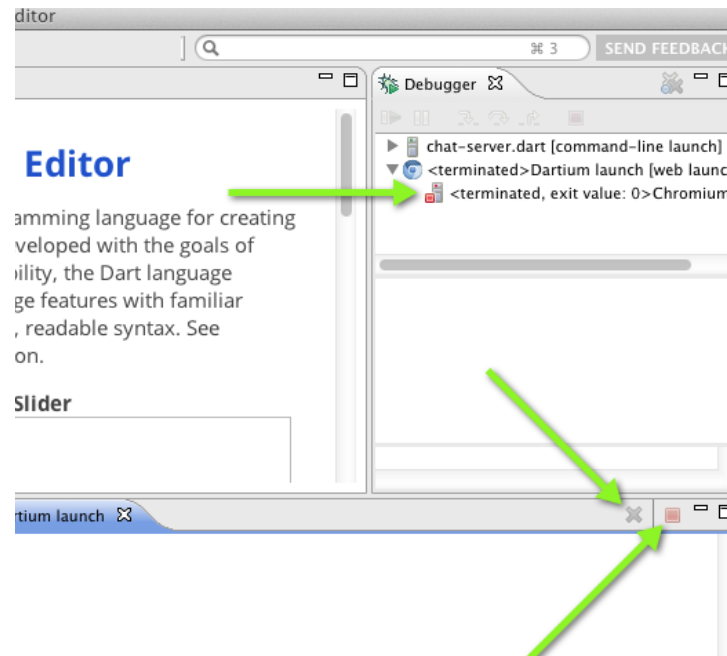 ditor
⌘ 3
SEND FEEDBACK
Debugger
Editor
chat-server.dart [command-line launch]
<terminated>Dartium launch [web launc
<terminated, exit value: 0>Chromium
amming language for creating
veloped with the goals of
bility, the Dart language
ge features with familiar
, readable syntax. See
on.
Slider
rtium launch